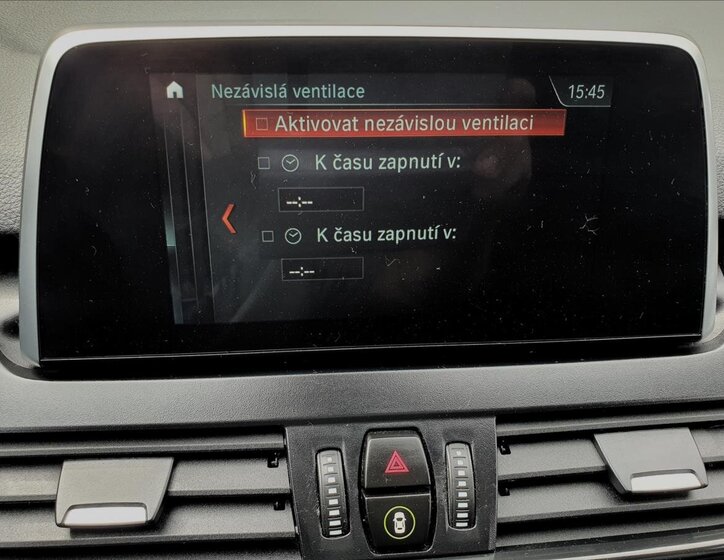 Nezávislá ventilace
15:45
Aktivovat nezávislou ventilaci
K času zapnutí v:
--:--
K času zapnutí v:
--:--